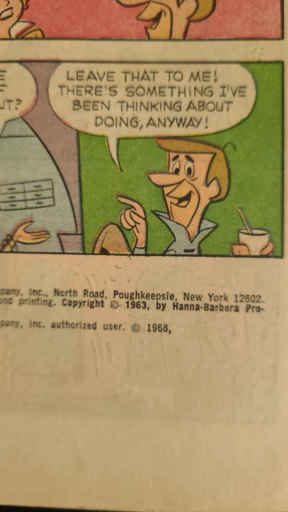 LEAVE THAT TO ME!
THERE'S SOMETHING I'VE
BEEN THINKING ABOUT
DOING, ANYWAY!
UT?
pany, Inc., North Road, Poughkeepsie, New York 12602.
ond printing. Copyright © 1963, by Hanna-Barbera Pro-
pany, Inc. authorized user. © 1968,